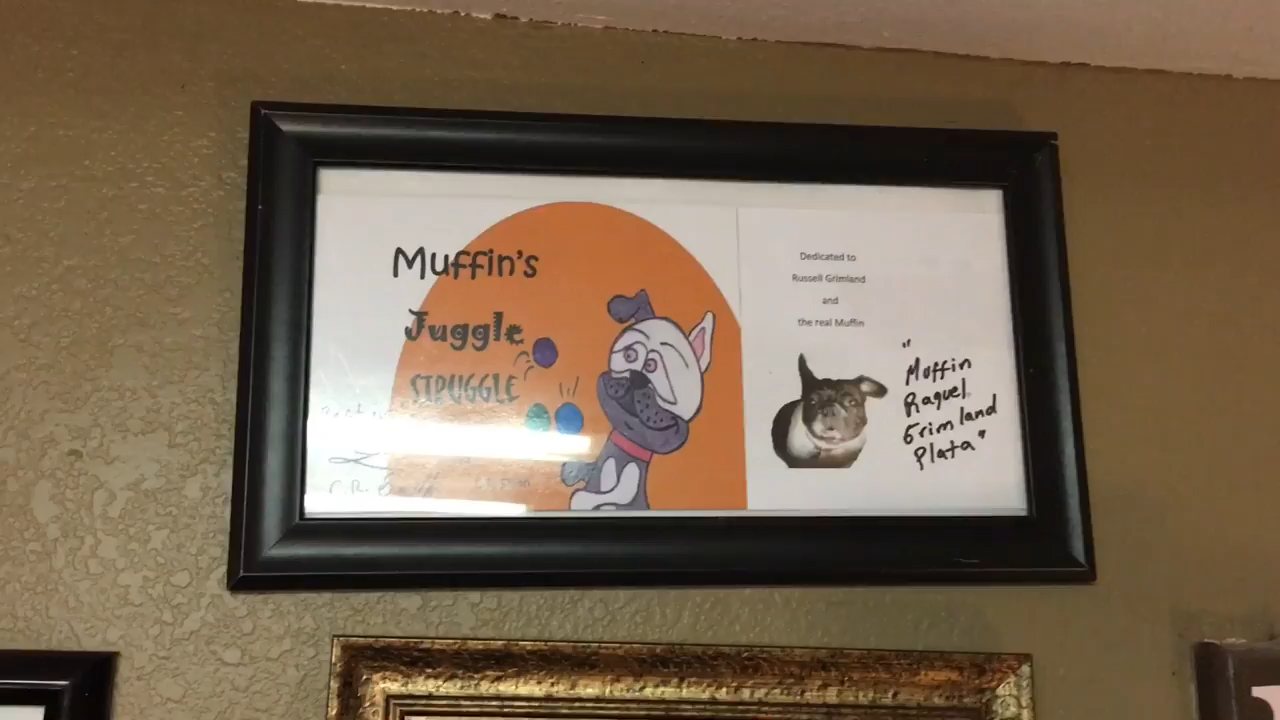 Muffin's
Juggle
STRUGGLE
Dedicated to
Russell Grimland
and
the real Muffin
"Muffin
Raquel
Grimland
Plata"